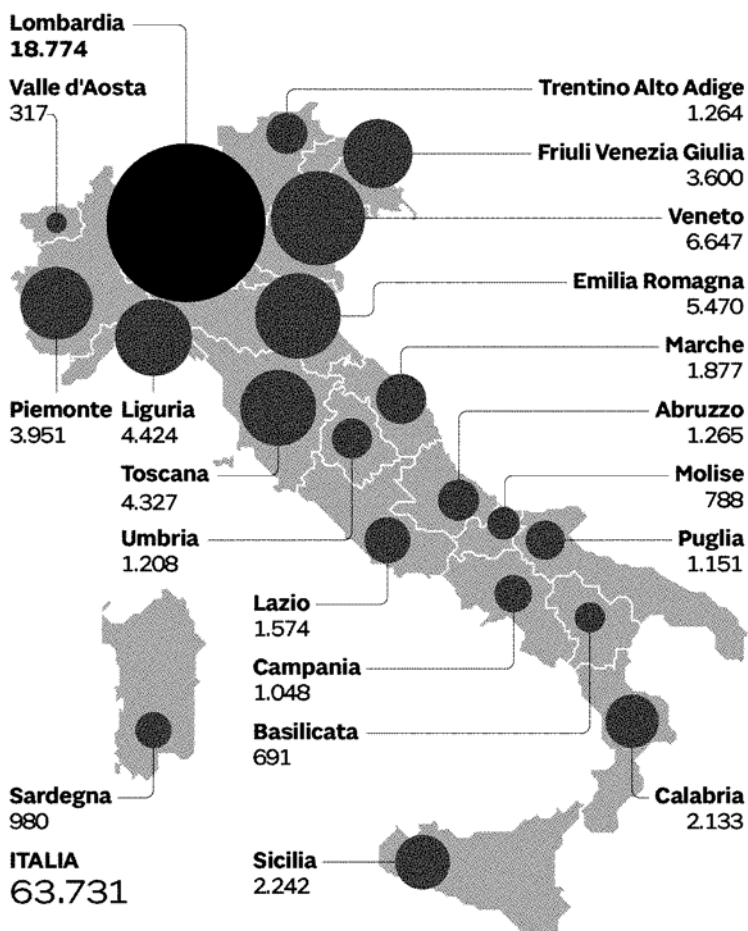 Lombardia
18.774
Valle d'Aosta
317
Trentino Alto Adige
1.264
Friuli Venezia Giulia
3.600
Veneto
6.647
Emilia Romagna
5.470
Marche
1.877
Piemonte
3.951
Liguria
4.424
Abruzzo
1.265
Toscana
4.327
Molise
788
Umbria
1.208
Puglia
1.151
Lazio
1.574
Campania
1.048
Basilicata
691
Sardegna
980
Calabria
2.133
ITALIA
63.731
Sicilia
2.242